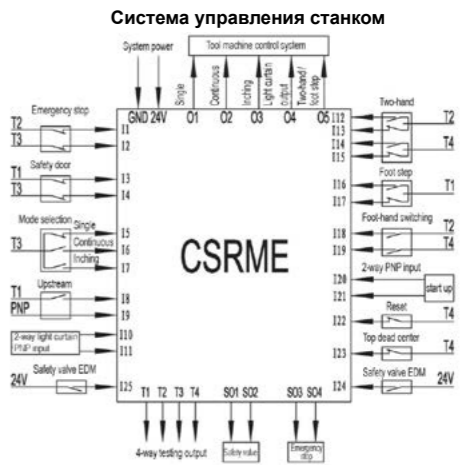 Система управления станком
System power
Tool machine control system
Single
Continuous
Inching
Light curtain output
Two-hand/ foot step
GND 24V O1 O2 O3 O4 O5
Emergency stop
T2
T3
I1
I2
Safety door
T1
T3
I3
I4
Mode selection
Single
Continuous
Inching
T3
I5
I6
I7
Upstream
T1
PNP
I8
I9
2-way light curtain
PNP input
I10
I11
Safety valve EDM
24V
I25
CSRME
Two-hand
I12
I13
I14
I15
T2
T4
Foot step
I16
I17
T1
Foot-hand switching
I18
I19
T2
T4
2-way PNP input
I20
I21
start up
Reset
I22
T4
Top dead center
I23
T4
Safety valve EDM
I24
24V
T1 T2 T3 T4 SO1 SO2 SO3 SO4
4-way testing output
Safety valve
Emergency
stop